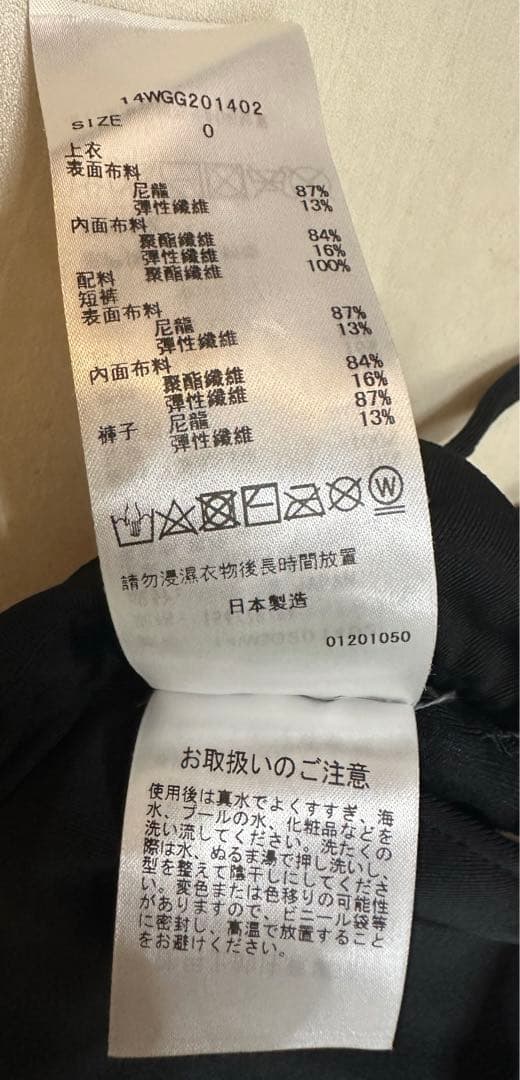 14WGG201402
SIZE 0
上衣
表面布料
尼龍 87%
彈性纖維 13%
內面布料
聚酯纖維 84%
彈性纖維 16%
配料 聚酯纖維 100%
短褲
表面布料
尼龍 87%
彈性纖維 13%
內面布料
聚酯纖維 84%
彈性纖維 16%
褲子 尼龍 87%
彈性纖維 13%
W
請勿浸濕衣物後長時間放置
日本製造
01201050
お取扱いのご注意
使用後は真水でよくすすぎ、海
水、プールの水、化粧品などを
洗い流してください。洗たくの
際は水、ぬるま湯で押し洗いし、
型を整えて陰干しにしてくださ
い。変色または色移りの可能性
がありますので、ビニール袋等
に密封し、高温で放置すること
をお避けください。